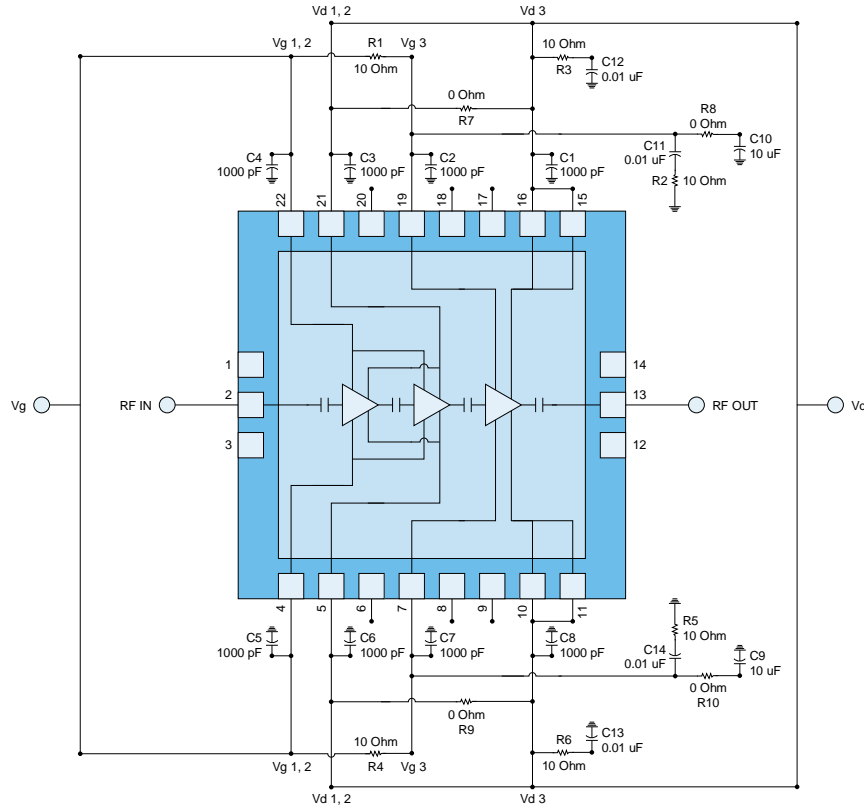 Vd 1, 2
Vd 3
Vg 1, 2
R1
10 Ohm
Vg 3
10 Ohm
R3
C12
0.01 uF
0 Ohm
R7
R8
0 Ohm
C11
0.01 uF
C10
10 uF
R2
10 Ohm
C4
1000 pF
C3
1000 pF
C2
1000 pF
C1
1000 pF
22
21
20
19
18
17
16
15
1
2
3
14
13
12
Vg
RF IN
RF OUT
4
5
6
7
8
9
10
11
C5
1000 pF
C6
1000 pF
C7
1000 pF
C8
1000 pF
R5
10 Ohm
C14
0.01 uF
C9
10 uF
0 Ohm
R10
0 Ohm
R9
10 Ohm
R4
Vg 1, 2
Vg 3
R6
10 Ohm
C13
0.01 uF
Vd 1, 2
Vd 3